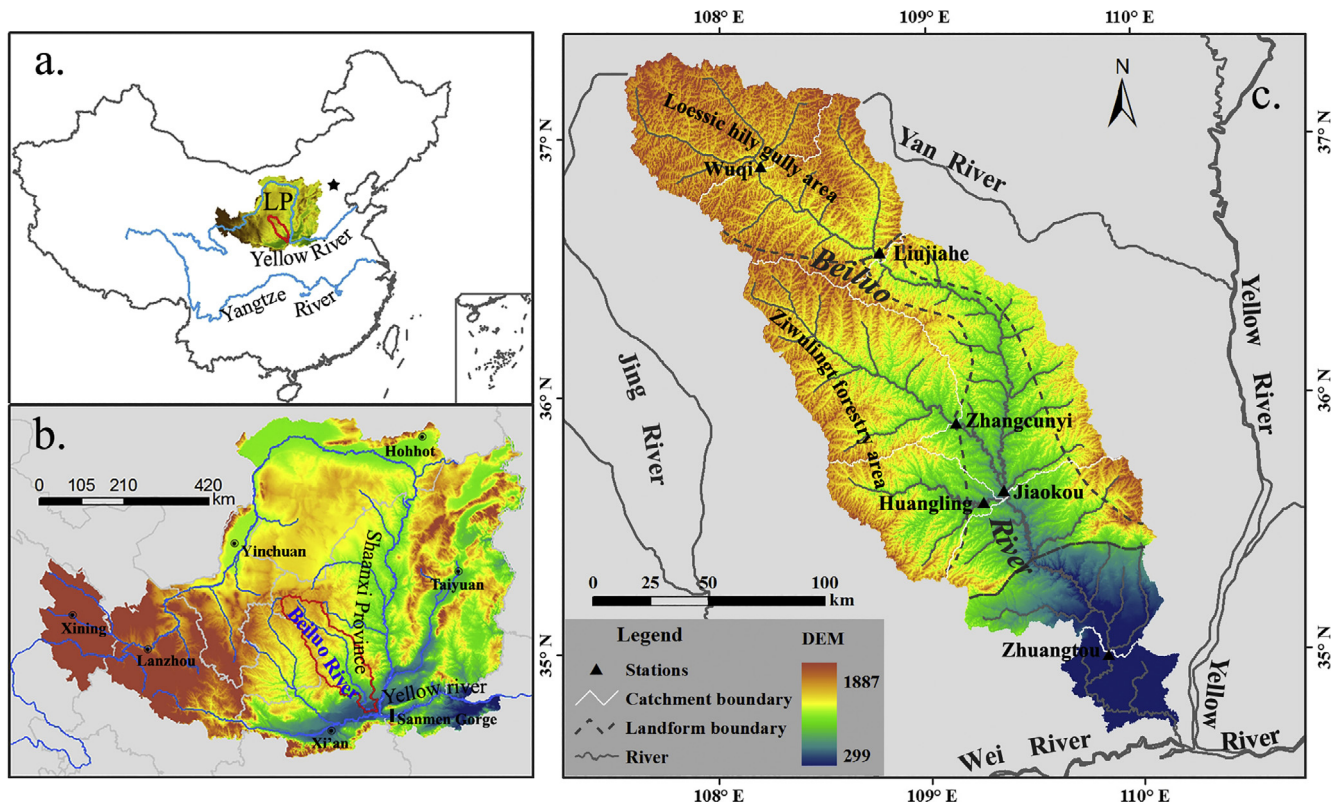 a.
LP
Yellow River
Yangtze River
b.
0 105 210 420
km
Hohhot
Yinchuan
Shaanxi Province
Taiyuan
Xining
Lanzhou
Beiluo River
Yellow river
Sanmen Gorge
Xi'an
108° E 109° E 110° E
c.
N
37° N
36° N
35° N
37° N
36° N
35° N
Loessic hily gully area
Wuqi
Yan River
Liujiahe
Beiluo
River
Ziwnlingt forestry area
Zhangcunyi
Jiaokou
Huangling
Jing
River
Yellow
River
Yellow
0 25 50 100
km
Legend
Stations
Catchment boundary
Landform boundary
River
DEM
1887
299
Zhuangtou
Wei River
River
108° E 109° E 110° E